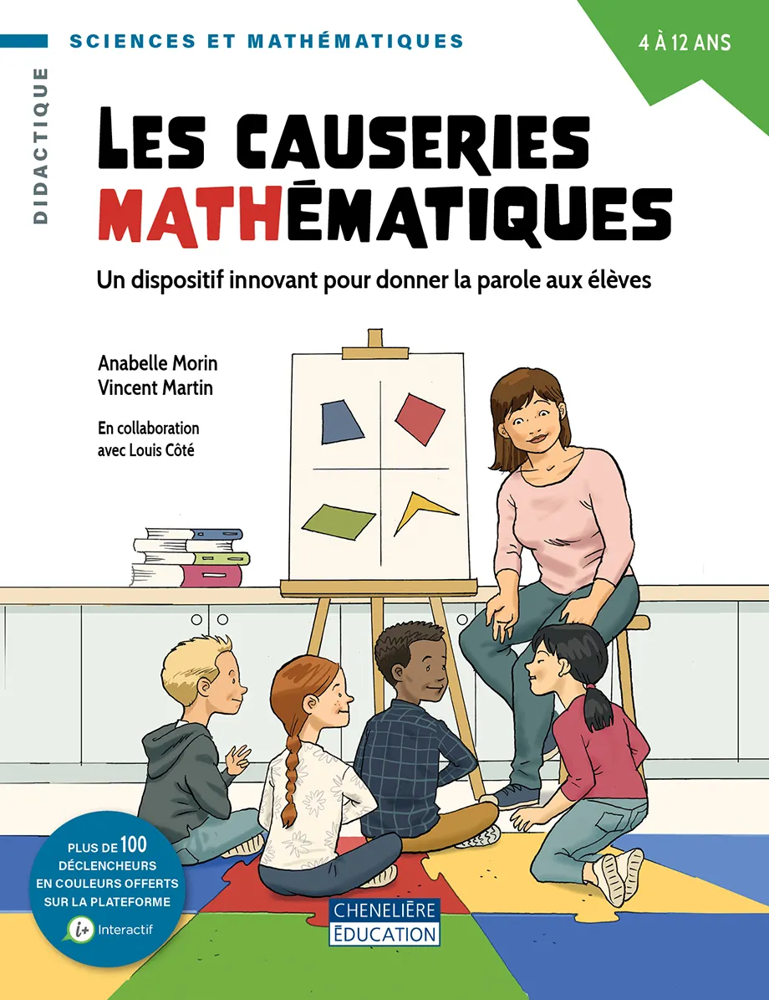 SCIENCES ET MATHÉMATIQUES
4 À 12 ANS
DIDACTIQUE
LES CAUSERIES
MATHÉMATIQUES
Un dispositif innovant pour donner la parole aux élèves
Anabelle Morin
Vincent Martin
En collaboration
avec Louis Côté
PLUS DE 100
DÉCLENCHEURS
EN COULEURS OFFERTS
SUR LA PLATEFORME
i+ Interactif
CHENELIÈRE
ÉDUCATION